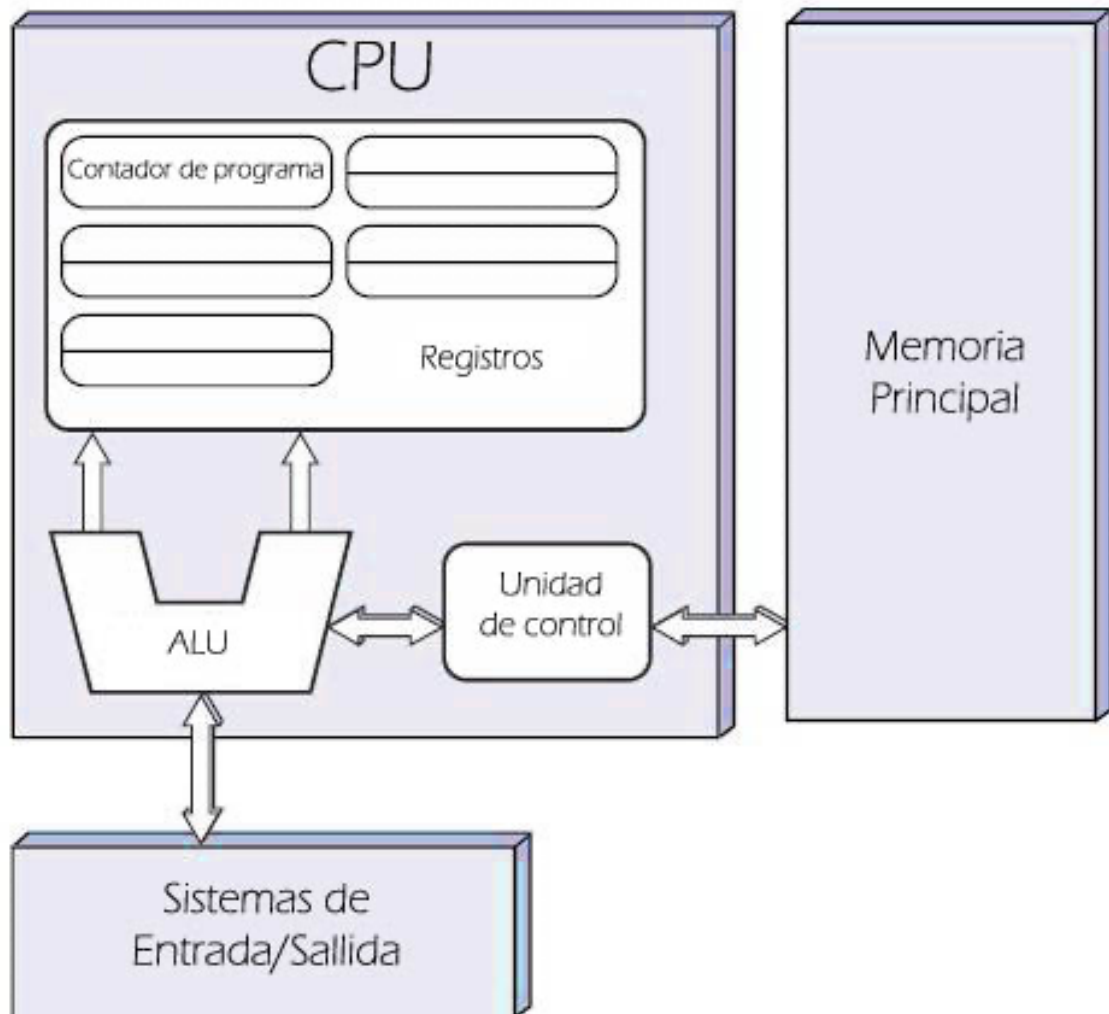 CPU
Contador de programa
Registros
Memoria
Principal
Unidad
de control
ALU
Sistemas de
Entrada/Sallida